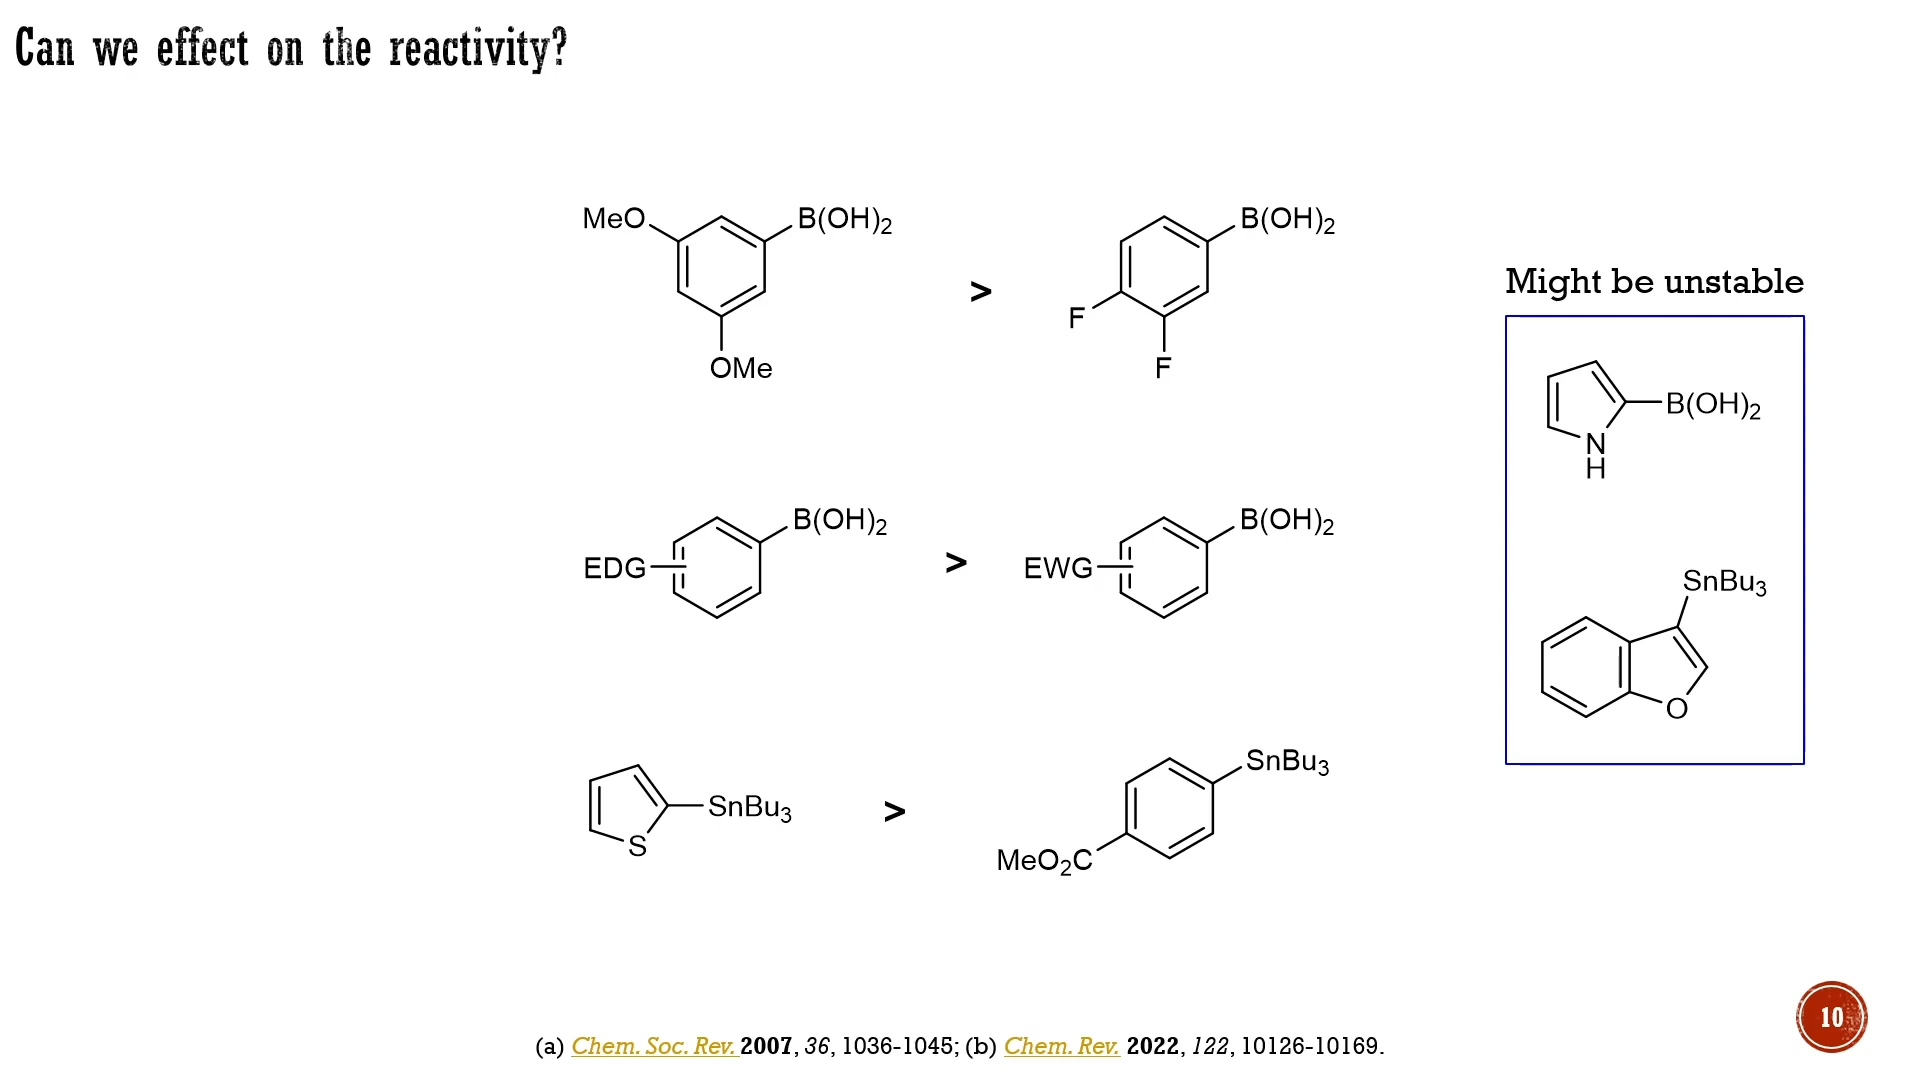 Can we effect on the reactivity?
MeO
B(OH)2
OMe
>
B(OH)2
F
F
Might be unstable
B(OH)2
N
H
EDG
B(OH)2
>
EWG
B(OH)2
SnBu3
O
S
SnBu3
>
SnBu3
MeO2C
10
(a) Chem. Soc. Rev. 2007, 36, 1036-1045; (b) Chem. Rev. 2022, 122, 10126-10169.